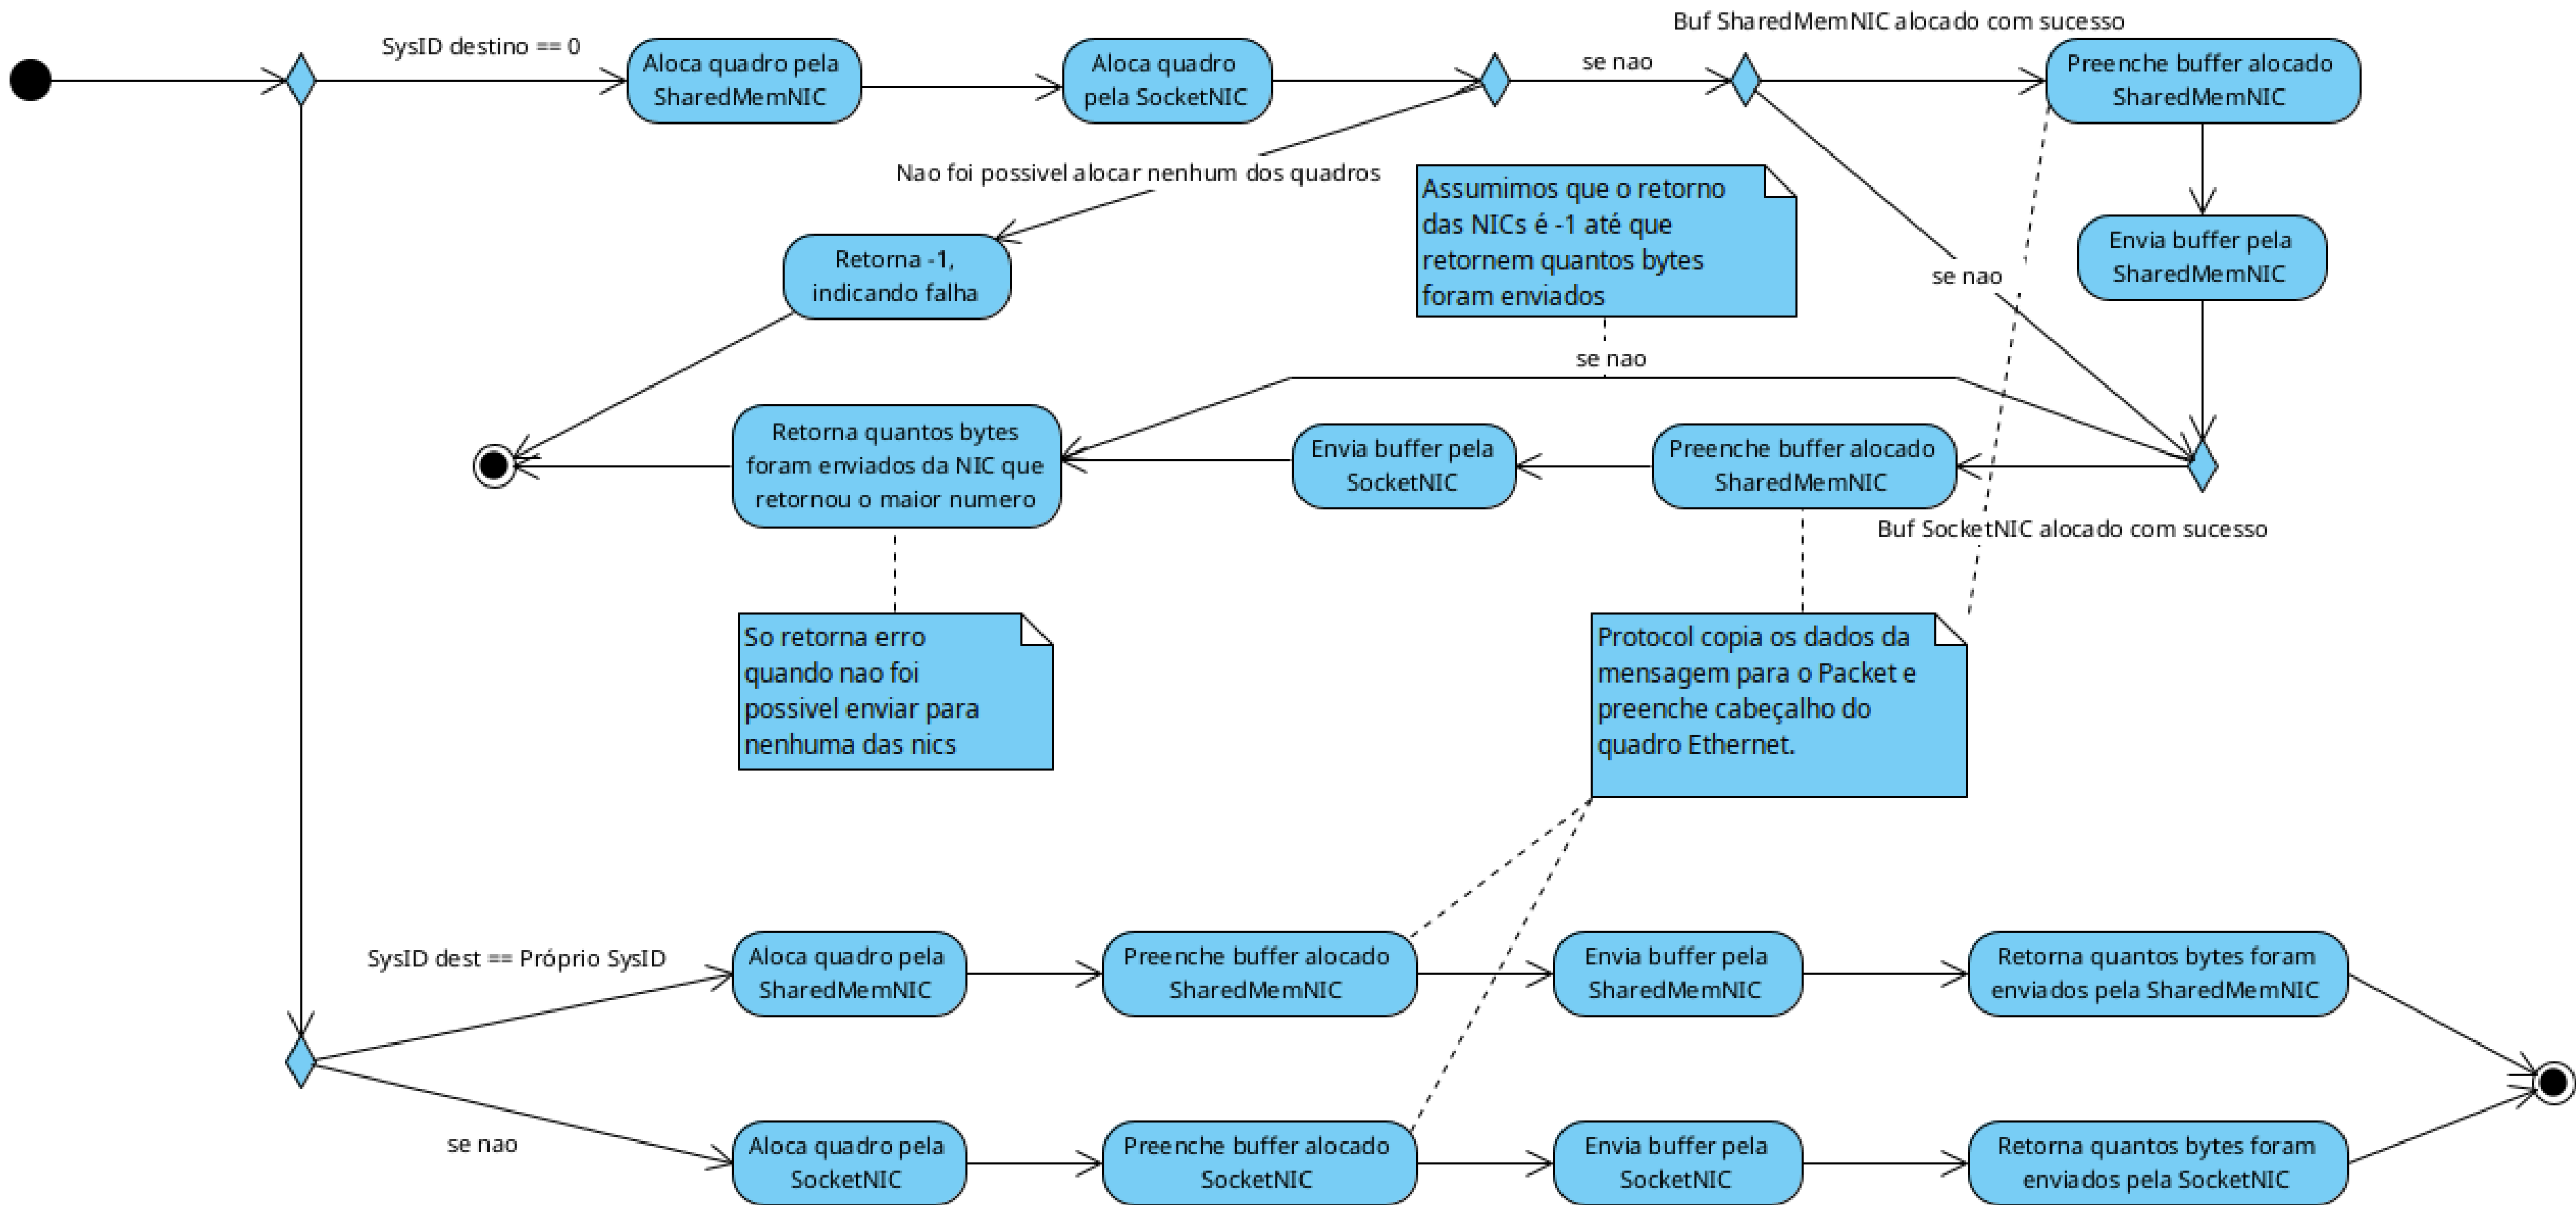 Buf SharedMemNIC alocado com sucesso
SysID destino == 0
Aloca quadro pela
SharedMemNIC
Aloca quadro
pela SocketNIC
se nao
Preenche buffer alocado
SharedMemNIC
Nao foi possivel alocar nenhum dos quadros
Assumimos que o retorno
das NICs é -1 até que
retornem quantos bytes
foram enviados
Retorna -1,
indicando falha
se nao
Envia buffer pela
SharedMemNIC
se nao
Retorna quantos bytes
foram enviados da NIC que
retornou o maior numero
Envia buffer pela
SocketNIC
Preenche buffer alocado
SharedMemNIC
Buf SocketNIC alocado com sucesso
So retorna erro
quando nao foi
possivel enviar para
nenhuma das nics
Protocol copia os dados da
mensagem para o Packet e
preenche cabeçalho do
quadro Ethernet.
SysID dest == Próprio SysID
Aloca quadro pela
SharedMemNIC
Preenche buffer alocado
SharedMemNIC
Envia buffer pela
SharedMemNIC
Retorna quantos bytes foram
enviados pela SharedMemNIC
se nao
Aloca quadro pela
SocketNIC
Preenche buffer alocado
SocketNIC
Envia buffer pela
SocketNIC
Retorna quantos bytes foram
enviados pela SocketNIC